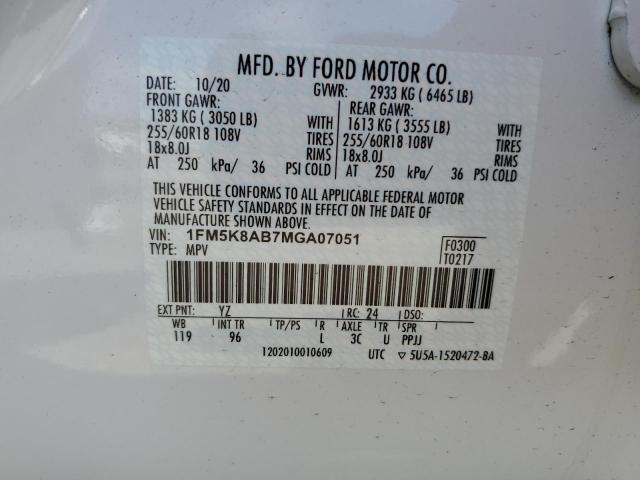 MFD. BY FORD MOTOR CO.
DATE: 10/20 GVWR: 2933 KG ( 6465 LB)
FRONT GAWR: REAR GAWR:
1383 KG ( 3050 LB) WITH 1613 KG ( 3555 LB) WITH
255/60R18 108V TIRES 255/60R18 108V TIRES
18x8.0J RIMS 18x8.0J RIMS
AT 250 kPa/ 36 PSI COLD AT 250 kPa/ 36 PSI COLD
THIS VEHICLE CONFORMS TO ALL APPLICABLE FEDERAL MOTOR
VEHICLE SAFETY STANDARDS IN EFFECT ON THE DATE OF
MANUFACTURE SHOWN ABOVE.
VIN: 1FM5K8AB7MGA07051 F0300
TYPE: MPV T0217
EXT PNT: YZ RC: 24 DSO:
WB INT TR TP/PS R AXLE TR SPR
119 96 L 3C U PPJJ
1202010010609 UTC ▽ 5U5A-1520472-BA